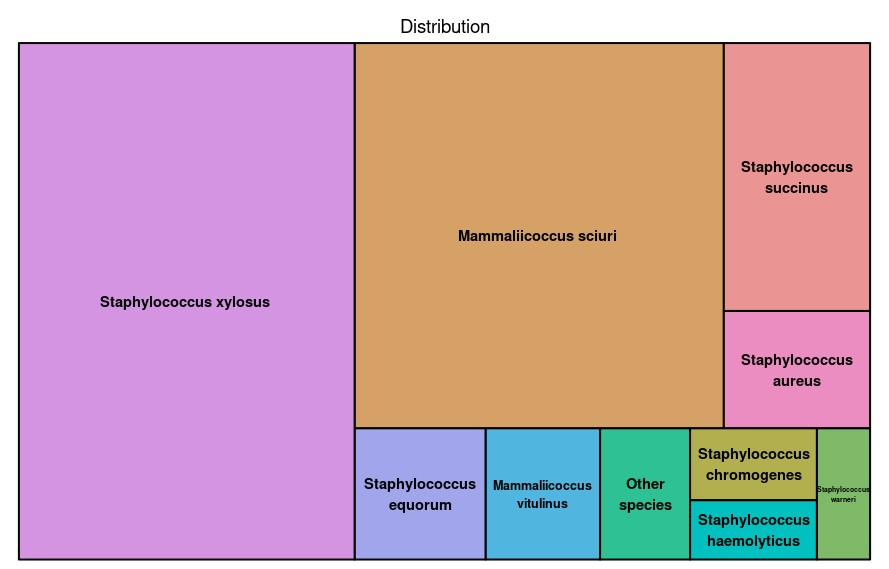 Distribution
Staphylococcus xylosus
Mammaliicoccus sciuri
Staphylococcus
succinus
Staphylococcus
aureus
Staphylococcus
equorum
Mammaliicoccus
vitulinus
Other
species
Staphylococcus
chromogenes
Staphylococcus
haemolyticus
Staphylococcus
warneri